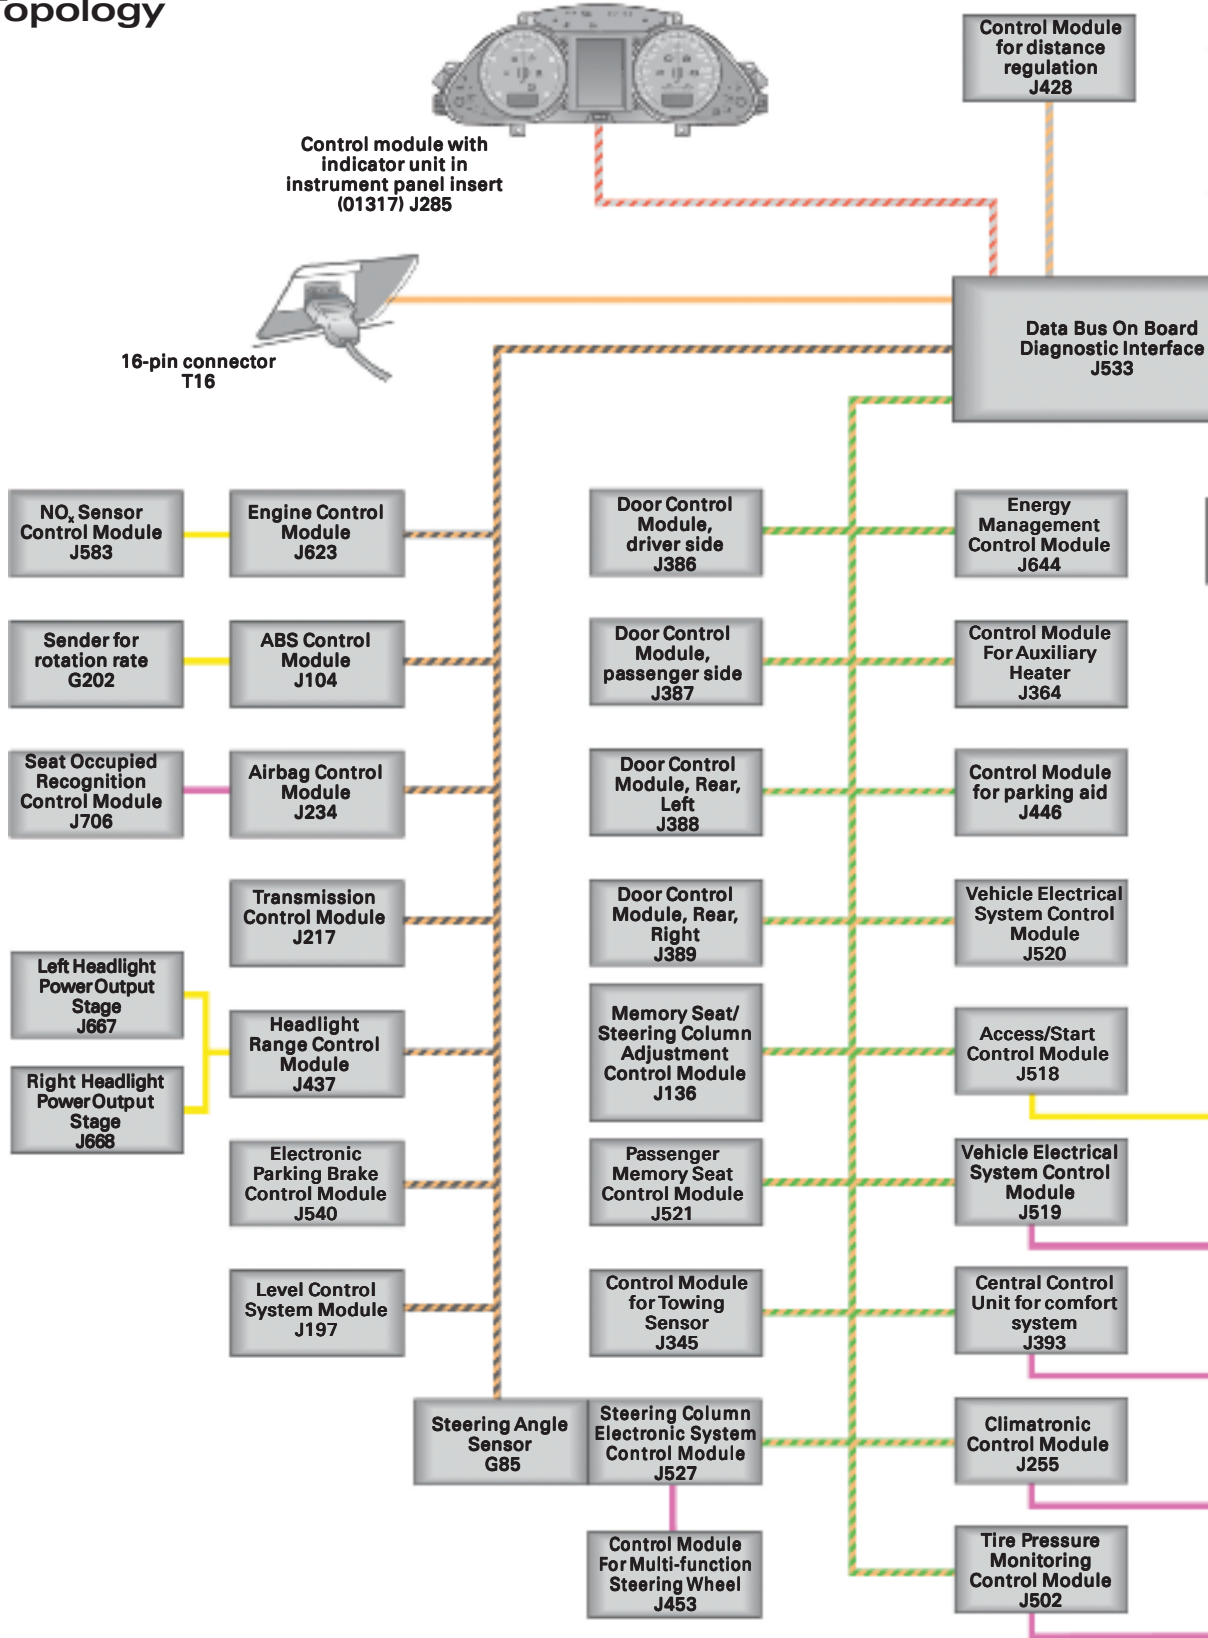 Topology
Control Module
for distance
regulation
J428
Control module with
indicator unit in
instrument panel insert
(01317) J285
16-pin connector
T16
Data Bus On Board
Diagnostic Interface
J533
NOx Sensor
Control Module
J583
Engine Control
Module
J623
Door Control
Module,
driver side
J386
Energy
Management
Control Module
J644
Sender for
rotation rate
G202
ABS Control
Module
J104
Door Control
Module,
passenger side
J387
Control Module
For Auxiliary
Heater
J364
Seat Occupied
Recognition
Control Module
J706
Airbag Control
Module
J234
Door Control
Module, Rear,
Left
J388
Control Module
for parking aid
J446
Transmission
Control Module
J217
Door Control
Module, Rear,
Right
J389
Vehicle Electrical
System Control
Module
J520
Left Headlight
Power Output
Stage
J667
Right Headlight
Power Output
Stage
J668
Headlight
Range Control
Module
J437
Memory Seat/
Steering Column
Adjustment
Control Module
J136
Access/Start
Control Module
J518
Electronic
Parking Brake
Control Module
J540
Passenger
Memory Seat
Control Module
J521
Vehicle Electrical
System Control
Module
J519
Level Control
System Module
J197
Control Module
for Towing
Sensor
J345
Central Control
Unit for comfort
system
J393
Steering Angle
Sensor
G85
Steering Column
Electronic System
Control Module
J527
Climatronic
Control Module
J255
Control Module
For Multi-function
Steering Wheel
J453
Tire Pressure
Monitoring
Control Module
J502